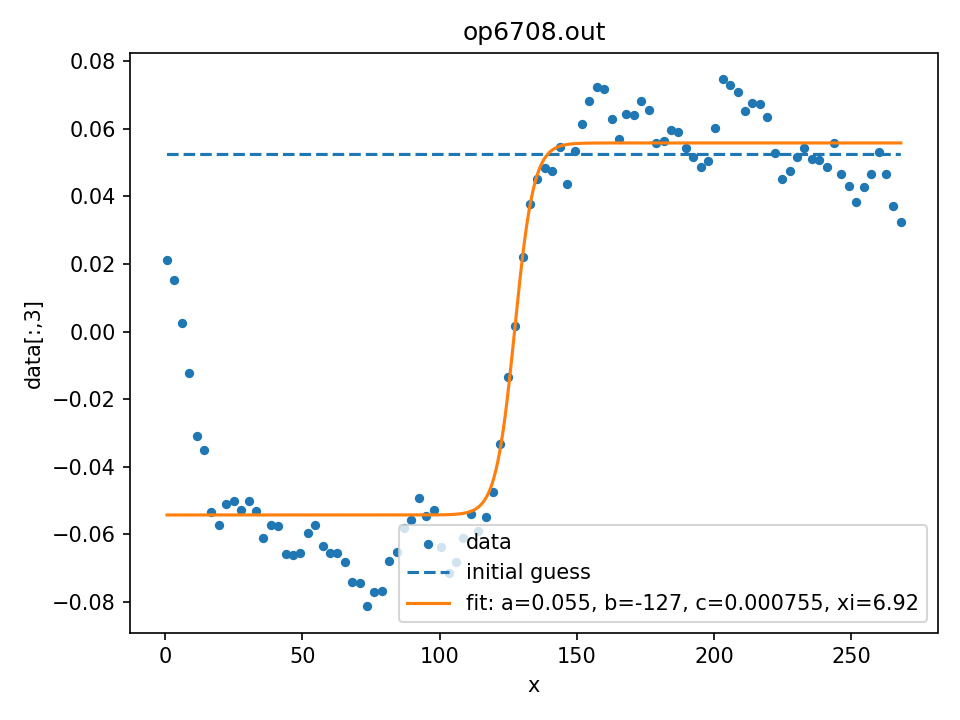 op6708.out
0.08
0.06
0.04
0.02
0.00
−0.02
−0.04
−0.06
−0.08
data[:,3]
data
initial guess
fit: a=0.055, b=-127, c=0.000755, xi=6.92
0 50 100 150 200 250
x